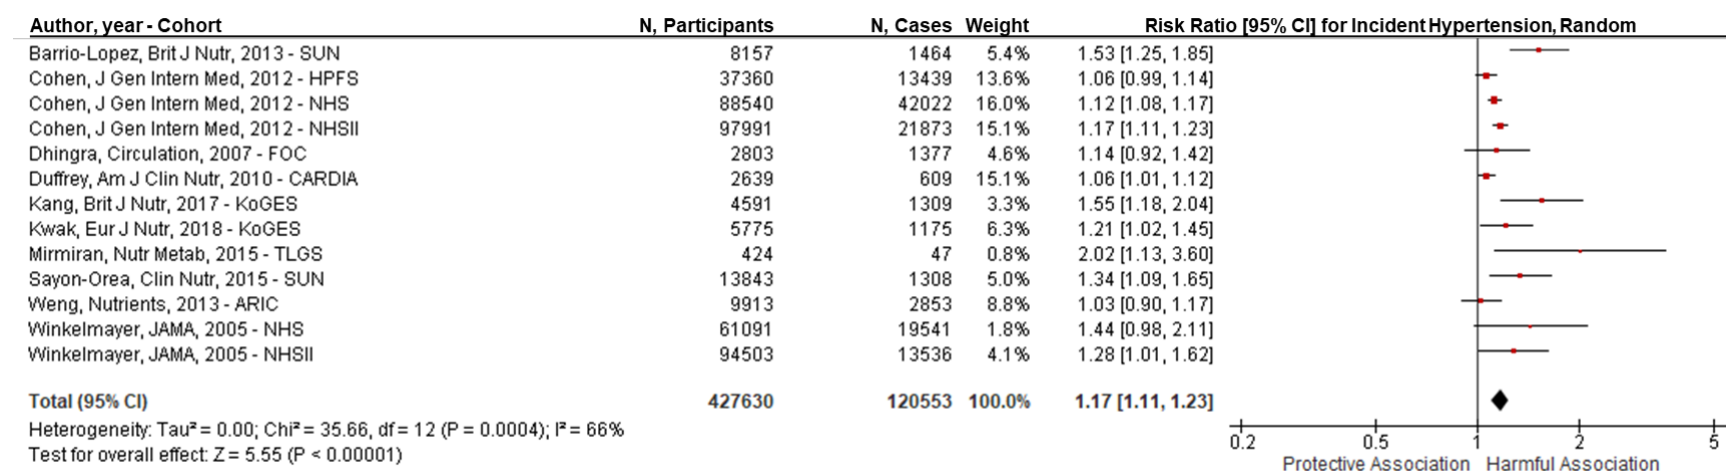 Author, year - Cohort N, Participants N, Cases Weight Risk Ratio [95% CI] for Incident Hypertension, Random
Barrio-Lopez, Brit J Nutr, 2013 - SUN 8157 1464 5.4% 1.53 [1.25, 1.85]
Cohen, J Gen Intern Med, 2012 - HPFS 37360 13439 13.6% 1.06 [0.99, 1.14]
Cohen, J Gen Intern Med, 2012 - NHS 88540 42022 16.0% 1.12 [1.08, 1.17]
Cohen, J Gen Intern Med, 2012 - NHSII 97991 21873 15.1% 1.17 [1.11, 1.23]
Dhingra, Circulation, 2007 - FOC 2803 1377 4.6% 1.14 [0.92, 1.42]
Duffrey, Am J Clin Nutr, 2010 - CARDIA 2639 609 15.1% 1.06 [1.01, 1.12]
Kang, Brit J Nutr, 2017 - KoGES 4591 1309 3.3% 1.55 [1.18, 2.04]
Kwak, Eur J Nutr, 2018 - KoGES 5775 1175 6.3% 1.21 [1.02, 1.45]
Mirmiran, Nutr Metab, 2015 - TLGS 424 47 0.8% 2.02 [1.13, 3.60]
Sayon-Orea, Clin Nutr, 2015 - SUN 13843 1308 5.0% 1.34 [1.09, 1.65]
Weng, Nutrients, 2013 - ARIC 9913 2853 8.8% 1.03 [0.90, 1.17]
Winkelmayer, JAMA, 2005 - NHS 61091 19541 1.8% 1.44 [0.98, 2.11]
Winkelmayer, JAMA, 2005 - NHSII 94503 13536 4.1% 1.28 [1.01, 1.62]
Total (95% CI) 427630 120553 100.0% 1.17 [1.11, 1.23]
Heterogeneity: Tau² = 0.00; Chi² = 35.66, df = 12 (P = 0.0004); I² = 66%
Test for overall effect: Z = 5.55 (P < 0.00001)
0.2 0.5 1 2 5
Protective Association Harmful Association